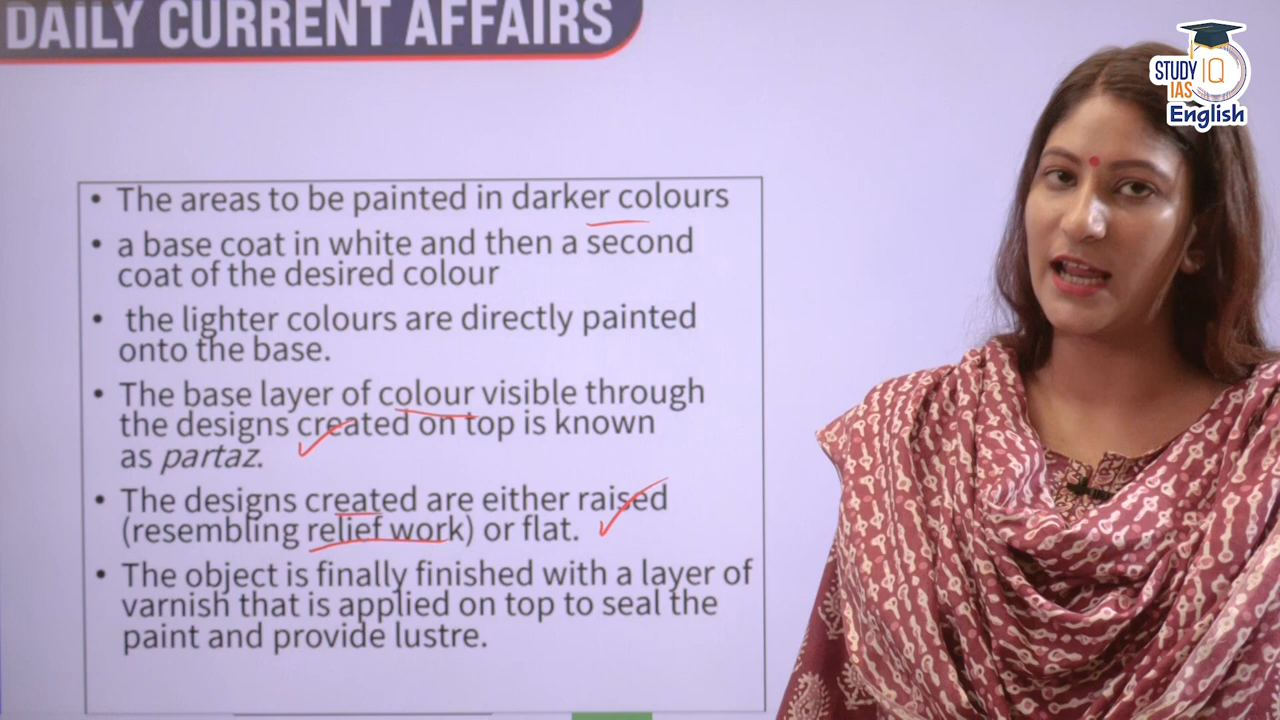 DAILY CURRENT AFFAIRS
STUDY IQ
IAS
English
• The areas to be painted in darker colours
• a base coat in white and then a second
coat of the desired colour
• the lighter colours are directly painted
onto the base.
• The base layer of colour visible through
the designs created on top is known
as partaz.
• The designs created are either raised
(resembling relief work) or flat.
• The object is finally finished with a layer of
varnish that is applied on top to seal the
paint and provide lustre.